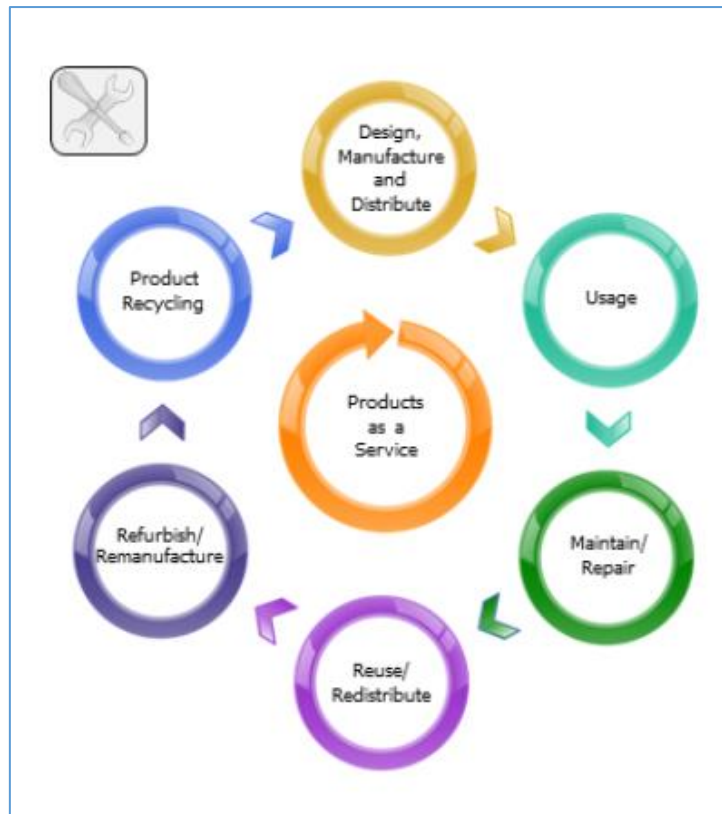 Design,
Manufacture
and
Distribute
Usage
Maintain/
Repair
Reuse/
Redistribute
Refurbish/
Remanufacture
Product
Recycling
Products
as a
Service